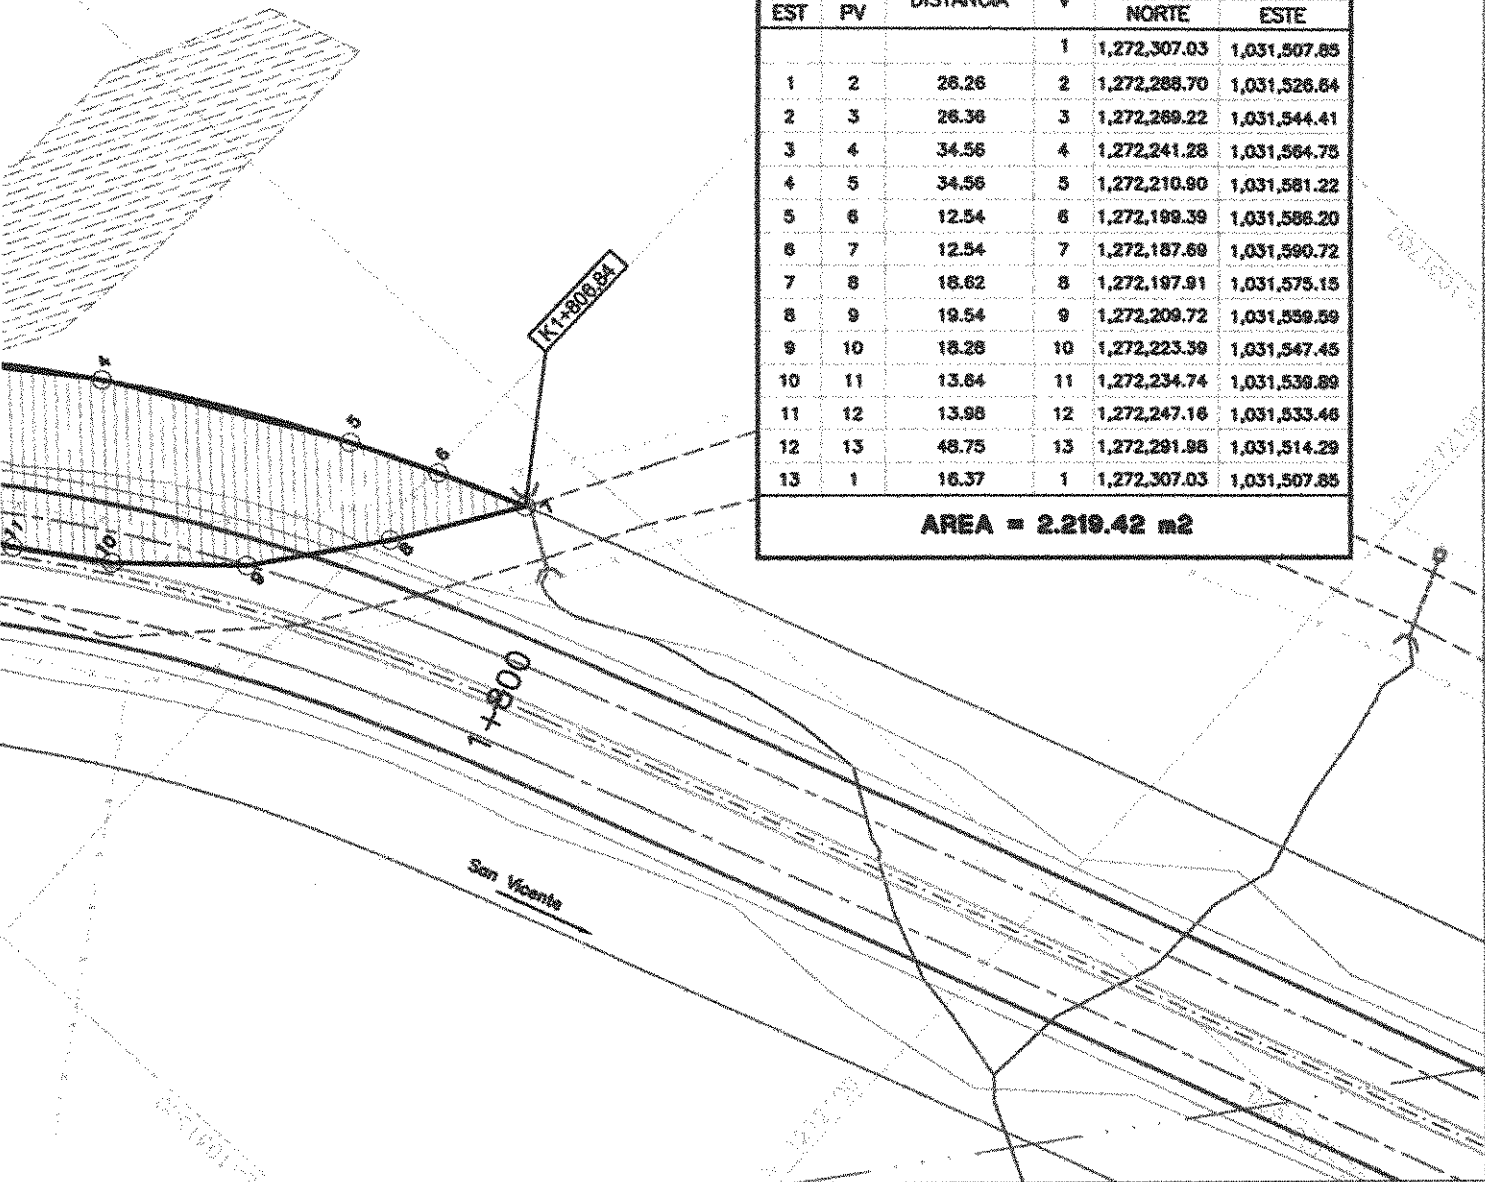 EST PV DISTANCIA V NORTE ESTE
1 1,272,307.03 1,031,507.85
1 2 26.26 2 1,272,288.70 1,031,526.64
2 3 26.36 3 1,272,269.22 1,031,544.41
3 4 34.56 4 1,272,241.28 1,031,564.75
4 5 34.56 5 1,272,210.90 1,031,581.22
5 6 12.54 6 1,272,199.39 1,031,586.20
6 7 12.54 7 1,272,187.69 1,031,590.72
7 8 18.62 8 1,272,197.91 1,031,575.15
8 9 19.54 9 1,272,209.72 1,031,559.59
9 10 18.28 10 1,272,223.39 1,031,547.45
10 11 13.64 11 1,272,234.74 1,031,539.89
11 12 13.98 12 1,272,247.16 1,031,533.46
12 13 48.75 13 1,272,291.98 1,031,514.29
13 1 16.37 1 1,272,307.03 1,031,507.85
AREA = 2.219.42 m2
K1+806.84
4
5
6
7
8
9
10
11
1+800
San Vicente